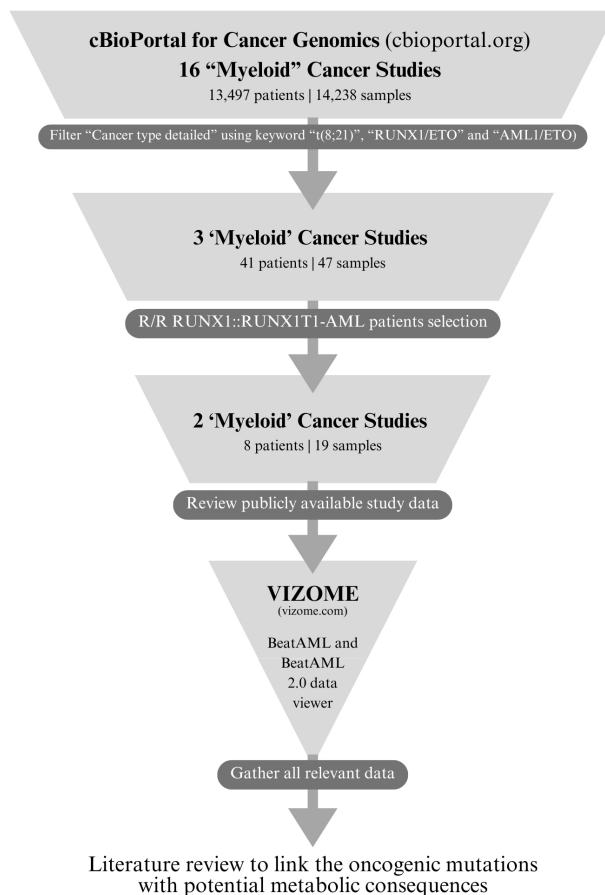 cBioPortal for Cancer Genomics (cbioportal.org)
16 “Myeloid” Cancer Studies
13,497 patients | 14,238 samples
Filter “Cancer type detailed” using keyword “t(8;21)”, “RUNX1/ETO” and “AML1/ETO)
3 ‘Myeloid’ Cancer Studies
41 patients | 47 samples
R/R RUNX1::RUNX1T1-AML patients selection
2 ‘Myeloid’ Cancer Studies
8 patients | 19 samples
Review publicly available study data
VIZOME
(vizome.com)
BeatAML and
BeatAML
2.0 data
viewer
Gather all relevant data
Literature review to link the oncogenic mutations
with potential metabolic consequences